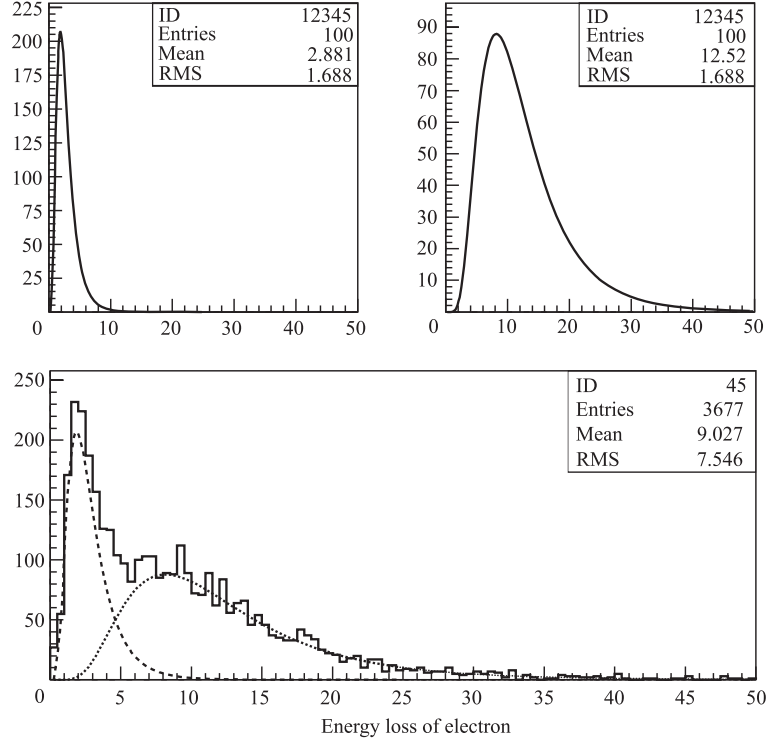 225
200
175
150
125
100
75
50
25
0 10 20 30 40 50
ID 12345
Entries 100
Mean 2.881
RMS 1.688
90
80
70
60
50
40
30
20
10
0 10 20 30 40 50
ID 12345
Entries 100
Mean 12.52
RMS 1.688
250
200
150
100
50
0 5 10 15 20 25 30 35 40 45 50
ID 45
Entries 3677
Mean 9.027
RMS 7.546
Energy loss of electron